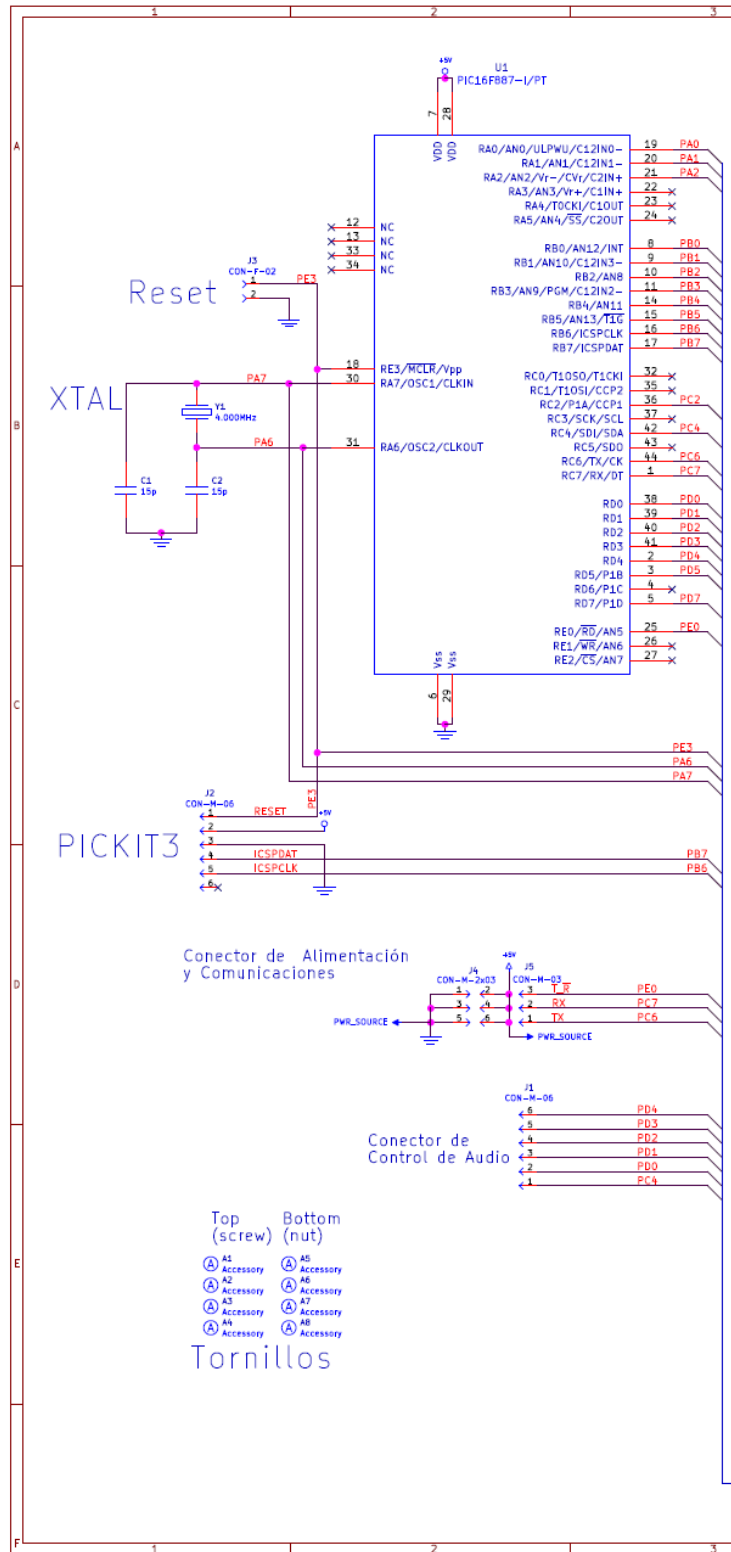 1 2 3
A
B
C
D
E
F
+5V
U1
PIC16F887-I/PT
7 28
VDD VDD
RA0/AN0/ULPWU/C12IN0- 19 PA0
RA1/AN1/C12IN1- 20 PA1
RA2/AN2/Vr-/CVr/C2IN+ 21 PA2
RA3/AN3/Vr+/C1IN+ 22
RA4/T0CKI/C1OUT 23
RA5/AN4/SS/C2OUT 24
12 NC
13 NC
33 NC
34 NC
RB0/AN12/INT 8 PB0
RB1/AN10/C12IN3- 9 PB1
RB2/AN8 10 PB2
RB3/AN9/PGM/C12IN2- 11 PB3
RB4/AN11 14 PB4
RB5/AN13/T1G 15 PB5
RB6/ICSPCLK 16 PB6
RB7/ICSPDAT 17 PB7
J3
CON-F-02
Reset
1 PE3
2
18 RE3/MCLR/Vpp
PA7 30 RA7/OSC1/CLKIN
PA6 31 RA6/OSC2/CLKOUT
XTAL
Y1
4.000MHz
C1
15p
C2
15p
RC0/T1OSO/T1CKI 32
RC1/T1OSI/CCP2 35
RC2/P1A/CCP1 36 PC2
RC3/SCK/SCL 37
RC4/SDI/SDA 42 PC4
RC5/SDO 43
RC6/TX/CK 44 PC6
RC7/RX/DT 1 PC7
RD0 38 PD0
RD1 39 PD1
RD2 40 PD2
RD3 41 PD3
RD4 2 PD4
RD5/P1B 3 PD5
RD6/P1C 4
RD7/P1D 5 PD7
RE0/RD/AN5 25 PE0
RE1/WR/AN6 26
RE2/CS/AN7 27
Vss Vss
6 29
PE3
PA6
PA7
PE3
+5V
J2
CON-M-06
PICKIT3
1 RESET
2
3
4 ICSPDAT PB7
5 ICSPCLK PB6
6
Conector de Alimentación
y Comunicaciones
+5V
J4
CON-M-2x03
J5
CON-M-03
1 2 3 T_R PE0
3 4 2 RX PC7
5 6 1 TX PC6
PWR_SOURCE
PWR_SOURCE
J1
CON-M-06
Conector de
Control de Audio
6 PD4
5 PD3
4 PD2
3 PD1
2 PD0
1 PC4
Top
(screw)
Bottom
(nut)
A A1
Accessory
A A2
Accessory
A A3
Accessory
A A4
Accessory
A A5
Accessory
A A6
Accessory
A A7
Accessory
A A8
Accessory
Tornillos
1 2 3